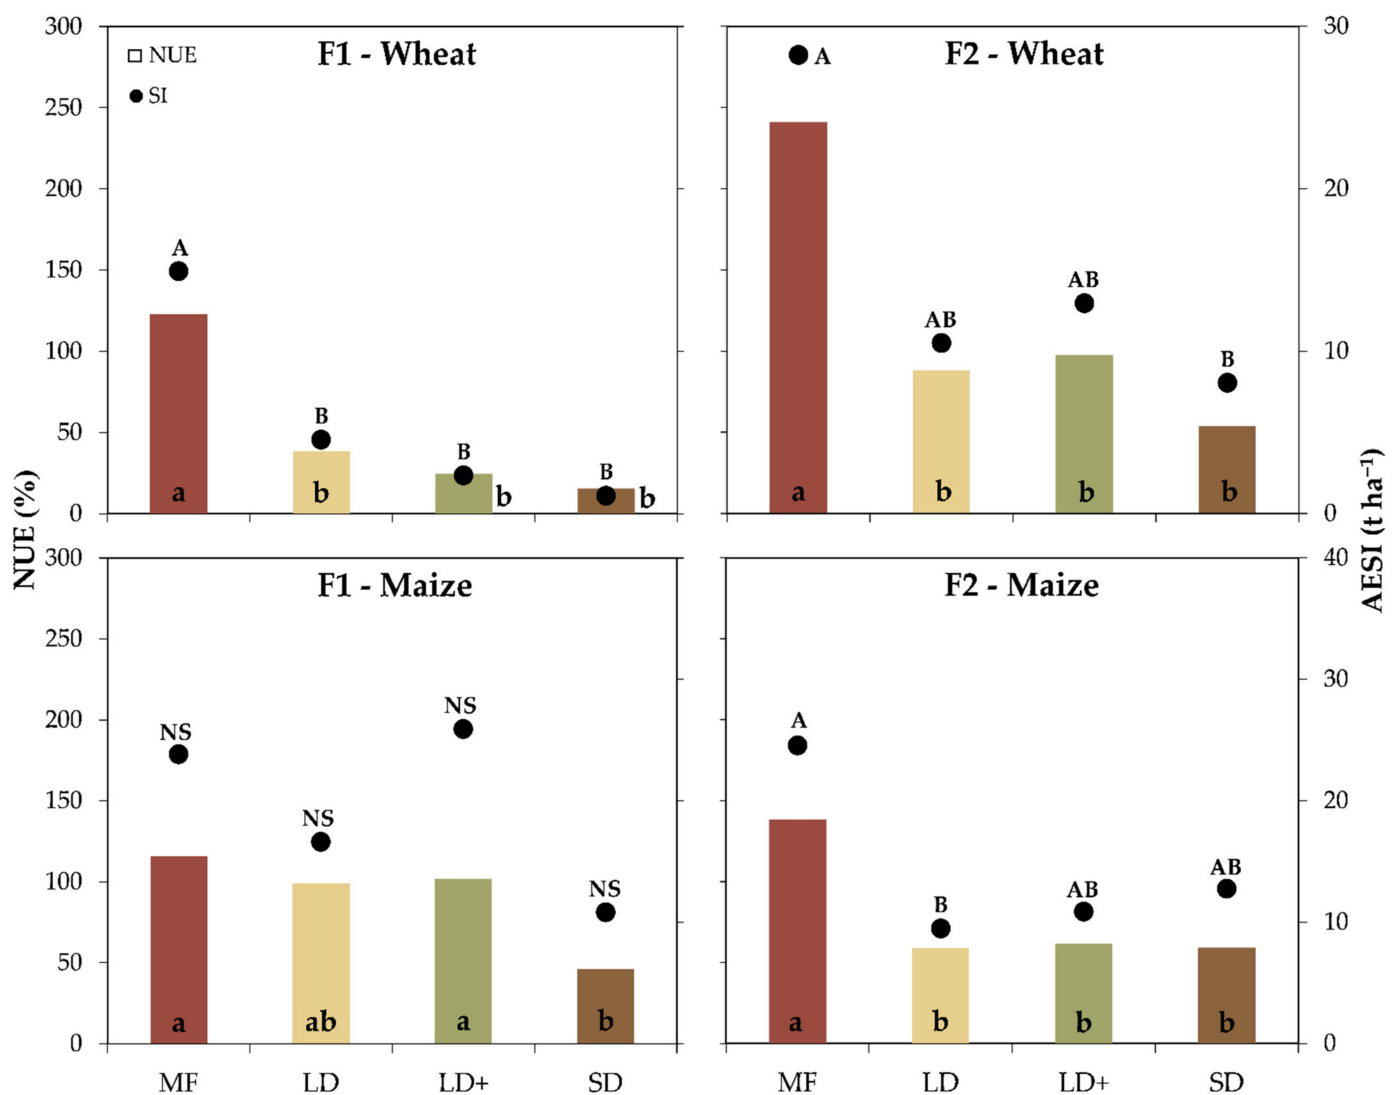 300
250
200
150
100
50
0
NUE
SI
F1 - Wheat
A
B
B
B
a
b
b
b
F2 - Wheat
A
AB
AB
B
a
b
b
b
30
20
10
0
NUE (%)
AESI (t ha⁻¹)
300
250
200
150
100
50
0
F1 - Maize
NS
NS
NS
NS
a
ab
a
b
MF
LD
LD+
SD
F2 - Maize
A
B
AB
AB
a
b
b
b
MF
LD
LD+
SD
40
30
20
10
0